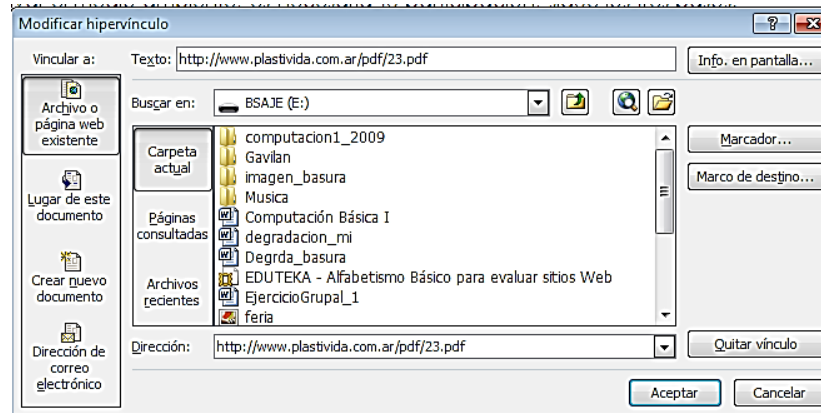 Modificar hipervínculo
Vincular a:
Texto: http://www.plastivida.com.ar/pdf/23.pdf
Info. en pantalla...
Archivo o
página web
existente
Buscar en: BSAJE (E:)
Carpeta
actual
computacion1_2009
Gavilan
imagen_basura
Musica
Computación Básica I
degradacion_mi
Degrda_basura
EDUTEKA - Alfabetismo Básico para evaluar sitios Web
EjercicioGrupal_1
feria
Marcador...
Marco de destino...
Lugar de este
documento
Páginas
consultadas
Crear nuevo
documento
Archivos
recientes
Dirección de
correo
electrónico
Dirección: http://www.plastivida.com.ar/pdf/23.pdf
Quitar vínculo
Aceptar
Cancelar